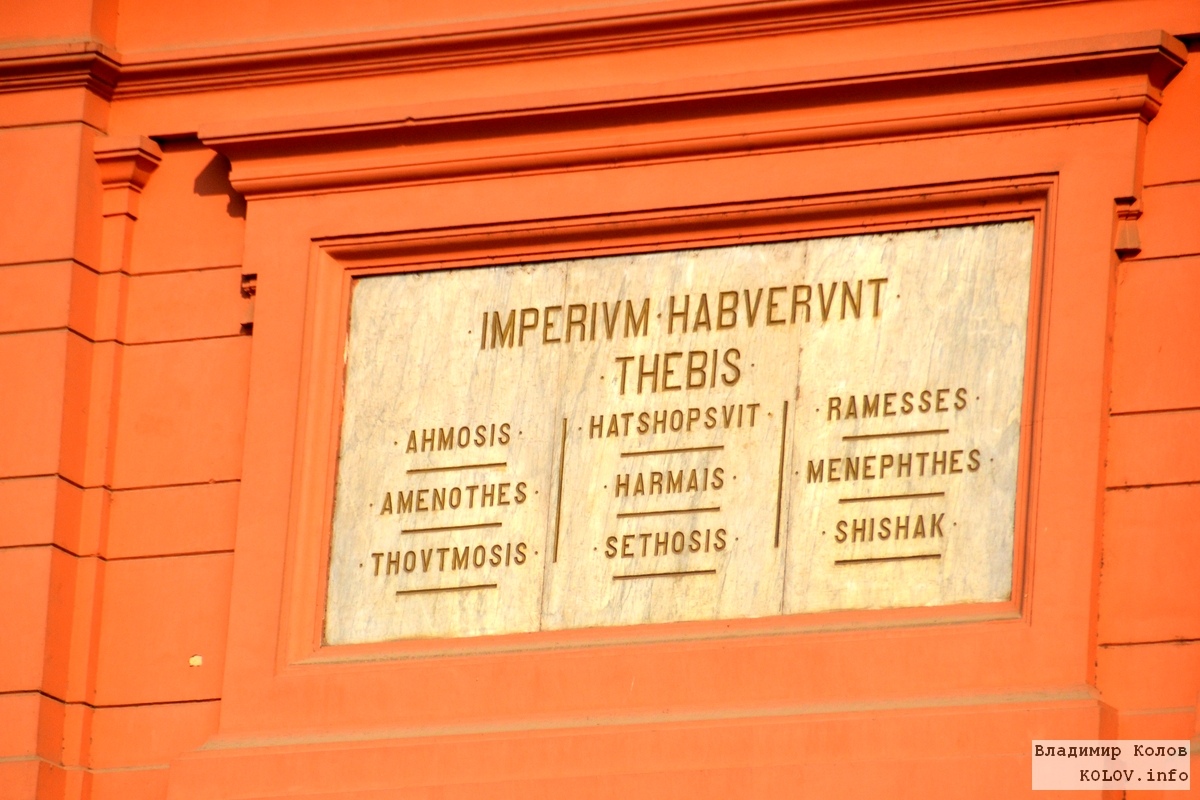 ·IMPERIVM·HABVERVNT·
·THEBIS·
·AHMOSIS·
·AMENOTHES·
·THOVTMOSIS·
·HATSHOPSVIT·
·HARMAIS·
·SETHOSIS·
·RAMESSES·
·MENEPHTHES·
·SHISHAK·
Владимир Колов
KOLOV.info